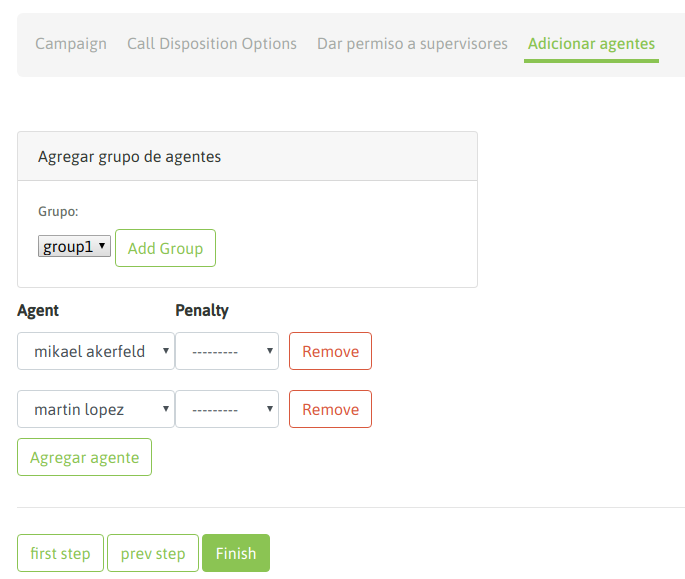 Campaign Call Disposition Options Dar permiso a supervisores Adicionar agentes
Agregar grupo de agentes
Grupo:
group1 Add Group
Agent Penalty
mikael akerfeld --------- Remove
martin lopez --------- Remove
Agregar agente
first step prev step Finish